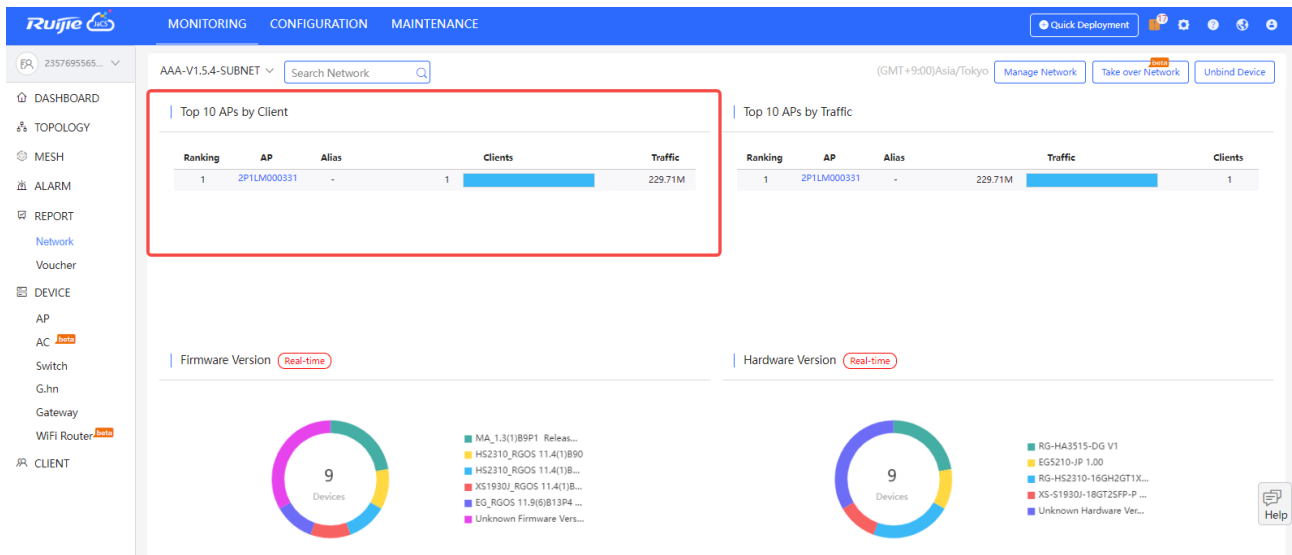 Ruijie JaCS MONITORING CONFIGURATION MAINTENANCE Quick Deployment 17
2357695565...
DASHBOARD
TOPOLOGY
MESH
ALARM
REPORT
Network
Voucher
DEVICE
AP
AC beta
Switch
G.hn
Gateway
WiFi Router beta
CLIENT
AAA-V1.5.4-SUBNET Search Network (GMT+9:00)Asia/Tokyo Manage Network Take over Network beta Unbind Device
Top 10 APs by Client
Ranking AP Alias Clients Traffic
1 2P1LM000331 - 1 229.71M
Top 10 APs by Traffic
Ranking AP Alias Traffic Clients
1 2P1LM000331 - 229.71M 1
Firmware Version Real-time
9
Devices
MA_1.3(1)B9P1 Releas...
HS2310_RGOS 11.4(1)B90
HS2310_RGOS 11.4(1)B...
XS1930J_RGOS 11.4(1)B...
EG_RGOS 11.9(6)B13P4 ...
Unknown Firmware Vers...
Hardware Version Real-time
9
Devices
RG-HA3515-DG V1
EG5210-JP 1.00
RG-HS2310-16GH2GT1X...
XS-S1930J-18GT2SFP-P ...
Unknown Hardware Ver...
Help